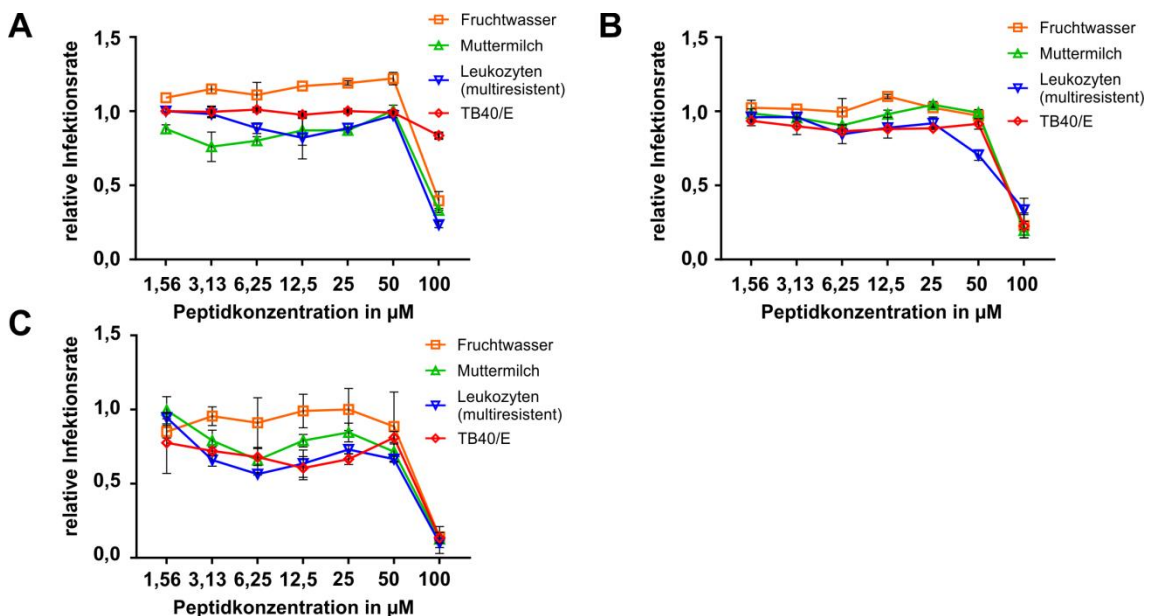 A
relative Infektionsrate
1,5
1,0
0,5
0,0
1,56 3,13 6,25 12,5 25 50 100
Peptidkonzentration in µM
Fruchtwasser
Muttermilch
Leukozyten
(multiresistent)
TB40/E
B
relative Infektionsrate
1,5
1,0
0,5
0,0
1,56 3,13 6,25 12,5 25 50 100
Peptidkonzentration in µM
Fruchtwasser
Muttermilch
Leukozyten
(multiresistent)
TB40/E
C
relative Infektionsrate
1,5
1,0
0,5
0,0
1,56 3,13 6,25 12,5 25 50 100
Peptidkonzentration in µM
Fruchtwasser
Muttermilch
Leukozyten
(multiresistent)
TB40/E